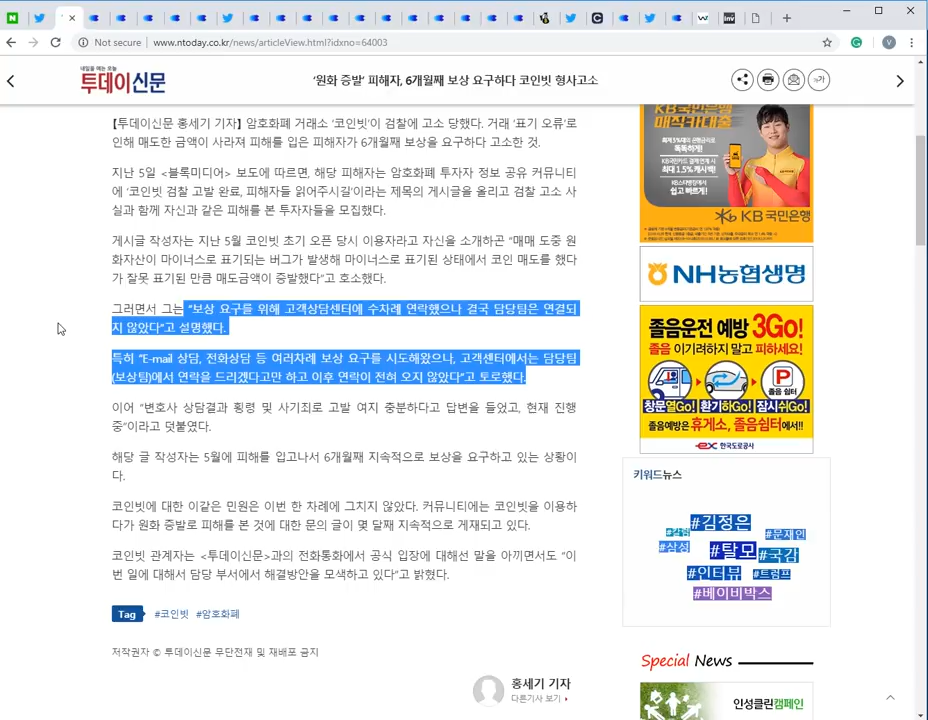 Not secure | www.ntoday.co.kr/news/articleView.html?idxno=64003
내일을 여는 오늘
투데이신문
'원화 증발' 피해자, 6개월째 보상 요구하다 코인빗 형사고소
가
【투데이신문 홍세기 기자】 암호화폐 거래소 '코인빗'이 검찰에 고소 당했다. 거래 '표기 오류'로
인해 매도한 금액이 사라져 피해를 입은 피해자가 6개월째 보상을 요구하다 고소한 것.
지난 5일 <블록미디어> 보도에 따르면, 해당 피해자는 암호화폐 투자자 정보 공유 커뮤니티
에 '코인빗 검찰 고발 완료, 피해자들 읽어주시길'이라는 제목의 게시글을 올리고 검찰 고소 사
실과 함께 자신과 같은 피해를 본 투자자들을 모집했다.
게시글 작성자는 지난 5월 코인빗 초기 오픈 당시 이용자라고 자신을 소개하곤 "매매 도중 원
화자산이 마이너스로 표기되는 버그가 발생해 마이너스로 표기된 상태에서 코인 매도를 했다
가 잘못 표기된 만큼 매도금액이 증발했다"고 호소했다.
그러면서 그는 "보상 요구를 위해 고객상담센터에 수차례 연락했으나 결국 담당팀은 연결되
지 않았다"고 설명했다.
특히 "E-mail 상담, 전화상담 등 여러차례 보상 요구를 시도해왔으나, 고객센터에서는 담당팀
(보상팀)에서 연락을 드리겠다고만 하고 이후 연락이 전혀 오지 않았다"고 토로했다.
이어 "변호사 상담결과 횡령 및 사기죄로 고발 여지 충분하다고 답변을 들었고, 현재 진행
중"이라고 덧붙였다.
해당 글 작성자는 5월에 피해를 입고나서 6개월째 지속적으로 보상을 요구하고 있는 상황이
다.
코인빗에 대한 이같은 민원은 이번 한 차례에 그치지 않았다. 커뮤니티에는 코인빗을 이용하
다가 원화 증발로 피해를 본 것에 대한 문의 글이 몇 달째 지속적으로 게재되고 있다.
코인빗 관계자는 <투데이신문>과의 전화통화에서 공식 입장에 대해선 말을 아끼면서도 "이
번 일에 대해서 담당 부서에서 해결방안을 모색하고 있다"고 밝혔다.
Tag #코인빗 #암호화폐
저작권자 © 투데이신문 무단전재 및 재배포 금지
홍세기 기자
다른기사 보기
KB국민은행
직장인대출
최대 1.5% 캐시백!
KB 국민은행
NH농협생명
졸음운전 예방 3Go!
졸음 이기려하지 말고 피하세요!
P
졸음 쉼터
창문열Go! 환기하Go! 잠시쉬Go!
졸음예방은 휴게소, 졸음쉼터에서!!
ex 한국도로공사
키워드뉴스
#김정은
#문재인
#삼성
#탈모
#국감
#인터뷰
#트럼프
#베이비박스
Special News
인성클린캠페인